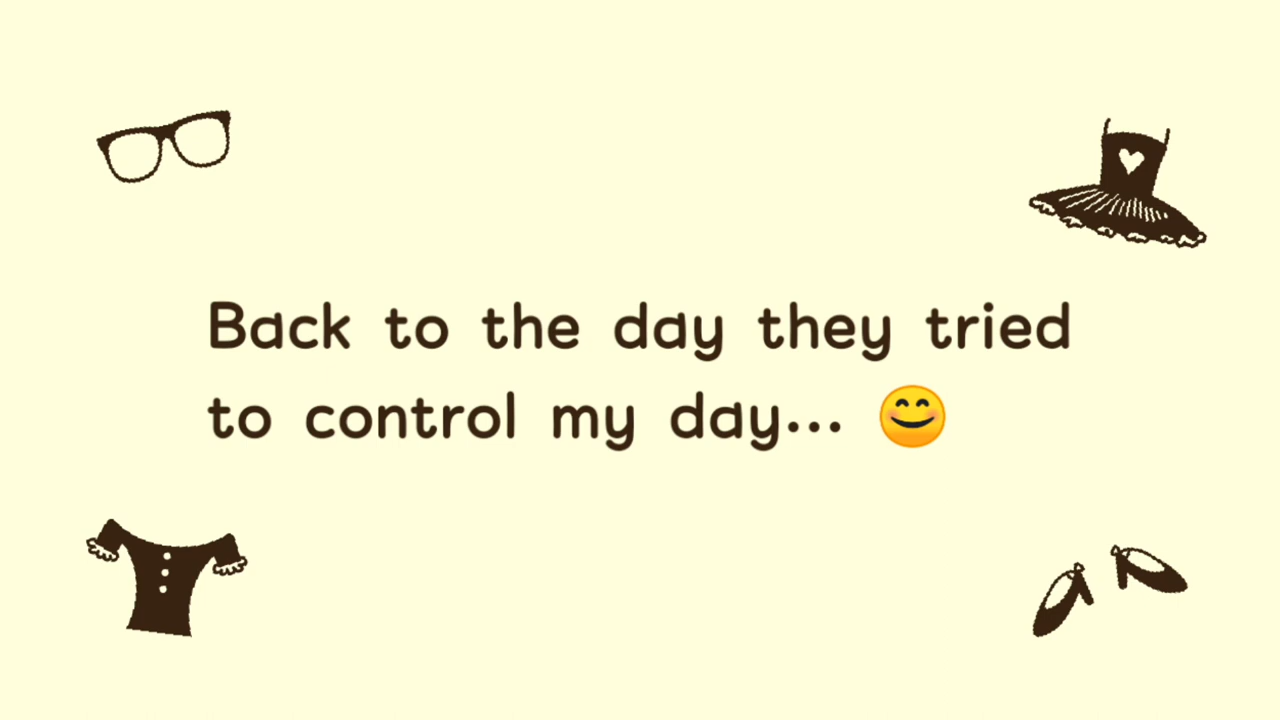 Back to the day they tried
to control my day... 😊